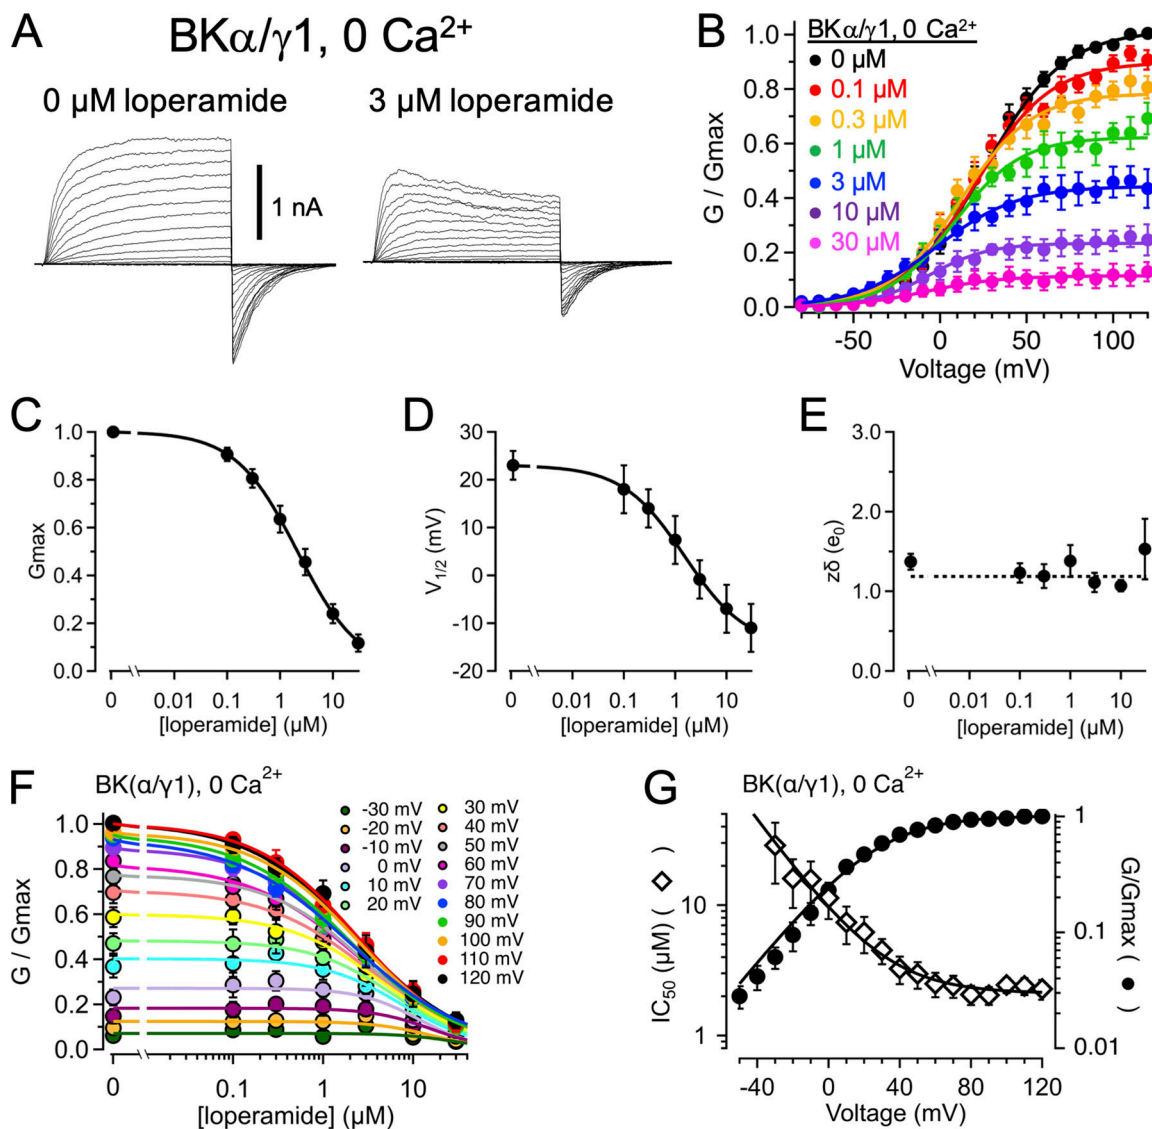 A
BKα/γ1, 0 Ca²⁺
0 μM loperamide
3 μM loperamide
1 nA
B
BKα/γ1, 0 Ca²⁺
0 μM
0.1 μM
0.3 μM
1 μM
3 μM
10 μM
30 μM
G / Gmax
1.0
0.8
0.6
0.4
0.2
0.0
-50
0
50
100
Voltage (mV)
C
Gmax
1.0
0.8
0.6
0.4
0.2
0.0
0
0.01
0.1
1
10
[loperamide] (μM)
D
V1/2 (mV)
30
20
10
0
-10
-20
0
0.01
0.1
1
10
[loperamide] (μM)
E
zδ (e0)
3.0
2.0
1.0
0.0
0
0.01
0.1
1
10
[loperamide] (μM)
F
BK(α/γ1), 0 Ca²⁺
-30 mV
-20 mV
-10 mV
0 mV
10 mV
20 mV
30 mV
40 mV
50 mV
60 mV
70 mV
80 mV
90 mV
100 mV
110 mV
120 mV
G / Gmax
1.0
0.8
0.6
0.4
0.2
0.0
0
0.1
1
10
[loperamide] (μM)
G
BK(α/γ1), 0 Ca²⁺
IC50 (μM) ( )
10
1
G/Gmax ( )
1
0.1
0.01
-40
0
40
80
120
Voltage (mV)